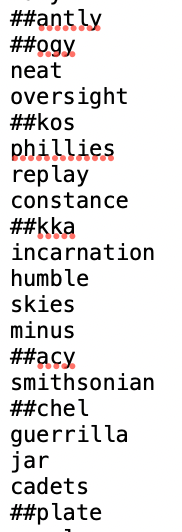 ##antly
##ogy
neat
oversight
##kos
phillies
replay
constance
##kka
incarnation
humble
skies
minus
##acy
smithsonian
##chel
guerrilla
jar
cadets
##plate